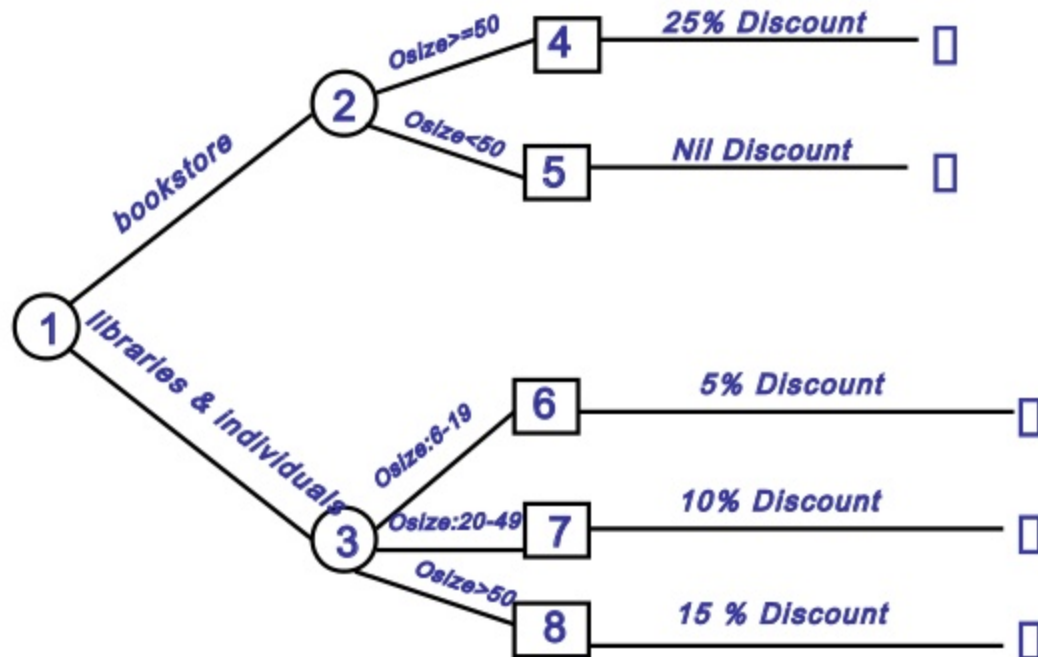 Osize>=50
4
25% Discount
2
Osize<50
5
Nil Discount
bookstore
1
libraries & individuals
6
5% Discount
Osize:6-19
3
Osize:20-49
7
10% Discount
Osize>50
8
15 % Discount